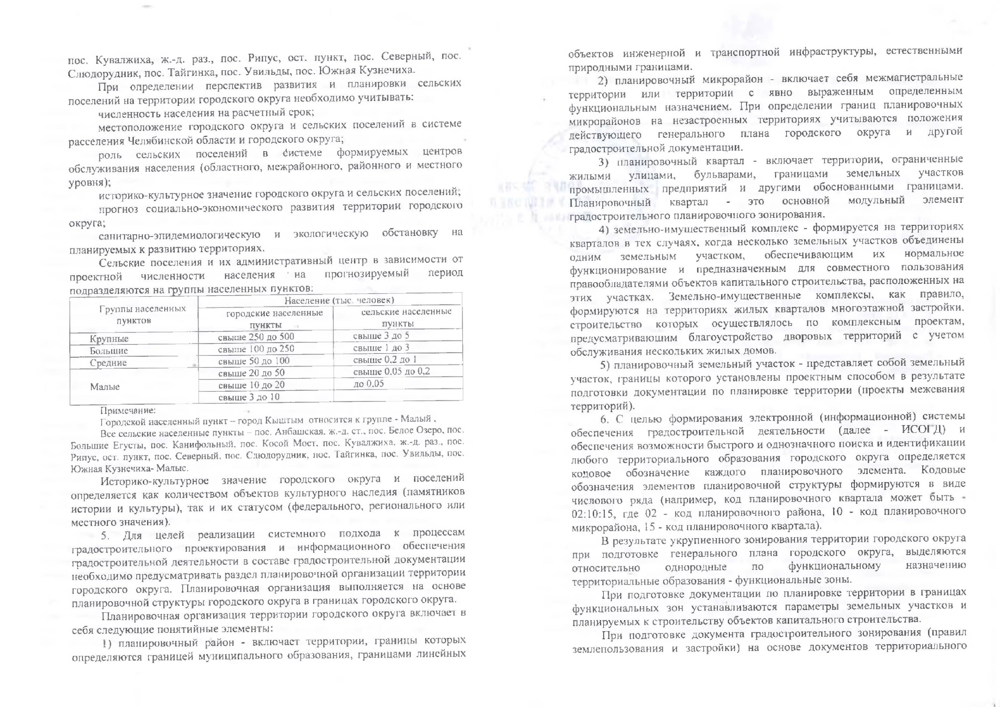 пос. Кувалжиха, ж.-д. раз., пос. Рипус, ост. пункт, пос. Северный, пос.
Слюдорудник, пос. Тайгинка, пос. Увильды, пос. Южная Кузнечиха.
При определении перспектив развития и планировки сельских
поселений на территории городского округа необходимо учитывать:
численность населения на расчетный срок;
местоположение городского округа и сельских поселений в системе
расселения Челябинской области и городского округа;
роль сельских поселений в системе формируемых центров
обслуживания населения (областного, межрайонного, районного и местного
уровня);
историко-культурное значение городского округа и сельских поселений;
прогноз социально-экономического развития территории городского
округа;
санитарно-эпидемиологическую и экологическую обстановку на
планируемых к развитию территориях.
Сельские поселения и их административный центр в зависимости от
проектной численности населения на прогнозируемый период
подразделяются на группы населенных пунктов:
Группы населенных пунктов
Население (тыс. человек)
городские населенные пункты
сельские населенные пункты
Крупные свыше 250 до 500 свыше 3 до 5
Большие свыше 100 до 250 свыше 1 до 3
Средние свыше 50 до 100 свыше 0.2 до 1
Малые свыше 20 до 50 свыше 0.05 до 0,2
свыше 10 до 20 до 0.05
свыше 3 до 10
Примечание:
Городской населенный пункт – город Кыштым относится к группе - Малый .
Все сельские населенные пункты – пос. Анбашская. ж.-д. ст., пос. Белое Озеро, пос.
Большие Егусты, пос. Канифольный. пос. Косой Мост. пос. Кувалжиха. ж.-д. раз., пос.
Рипус, ост. пункт, пос. Северный. пос. Слюдорудник, пос. Тайгинка, пос. Увильды, пос.
Южная Кузнечиха- Малые.
Историко-культурное значение городского округа и поселений
определяется как количеством объектов культурного наследия (памятников
истории и культуры), так и их статусом (федерального, регионального или
местного значения).
5. Для целей реализации системного подхода к процессам
градостроительного проектирования и информационного обеспечения
градостроительной деятельности в составе градостроительной документации
необходимо предусматривать раздел планировочной организации территории
городского округа. Планировочная организация выполняется на основе
планировочной структуры городского округа в границах городского округа.
Планировочная организация территории городского округа включает в
себя следующие понятийные элементы:
1) планировочный район - включает территории, границы которых
определяются границей муниципального образования, границами линейных
объектов инженерной и транспортной инфраструктуры, естественными
природными границами.
2) планировочный микрорайон - включает себя межмагистральные
территории или территории с явно выраженным определенным
функциональным назначением. При определении границ планировочных
микрорайонов на незастроенных территориях учитываются положения
действующего генерального плана городского округа и другой
градостроительной документации.
3) планировочный квартал - включает территории, ограниченные
жилыми улицами, бульварами, границами земельных участков
промышленных предприятий и другими обоснованными границами.
Планировочный квартал - это основной модульный элемент
градостроительного планировочного зонирования.
4) земельно-имущественный комплекс - формируется на территориях
кварталов в тех случаях. когда несколько земельных участков объединены
одним земельным участком, обеспечивающим их нормальное
функционирование и предназначенным для совместного пользования
правообладателями объектов капитального строительства, расположенных на
этих участках. Земельно-имущественные комплексы, как правило,
формируются на территориях жилых кварталов многоэтажной застройки.
строительство которых осуществлялось по комплексным проектам,
предусматривающим благоустройство дворовых территорий с учетом
обслуживания нескольких жилых домов.
5) планировочный земельный участок - представляет собой земельный
участок, границы которого установлены проектным способом в результате
подготовки документации по планировке территории (проекты межевания
территорий).
6. С целью формирования электронной (информационной) системы
обеспечения градостроительной деятельности (далее - ИСОГД) и
обеспечения возможности быстрого и однозначного поиска и идентификации
любого территориального образования городского округа определяется
кодовое обозначение каждого планировочного элемента. Кодовые
обозначения элементов планировочной структуры формируются в виде
числового ряда (например, код планировочного квартала может быть -
02:10:15, где 02 - код планировочного района, 10 - код планировочного
микрорайона, 15 - код планировочного квартала).
В результате укрупненного зонирования территории городского округа
при подготовке генерального плана городского округа, выделяются
относительно однородные по функциональному назначению
территориальные образования - функциональные зоны.
При подготовке документации по планировке территории в границах
функциональных зон устанавливаются параметры земельных участков и
планируемых к строительству объектов капитального строительства.
При подготовке документа градостроительного зонирования (правил
землепользования и застройки) на основе документов территориального